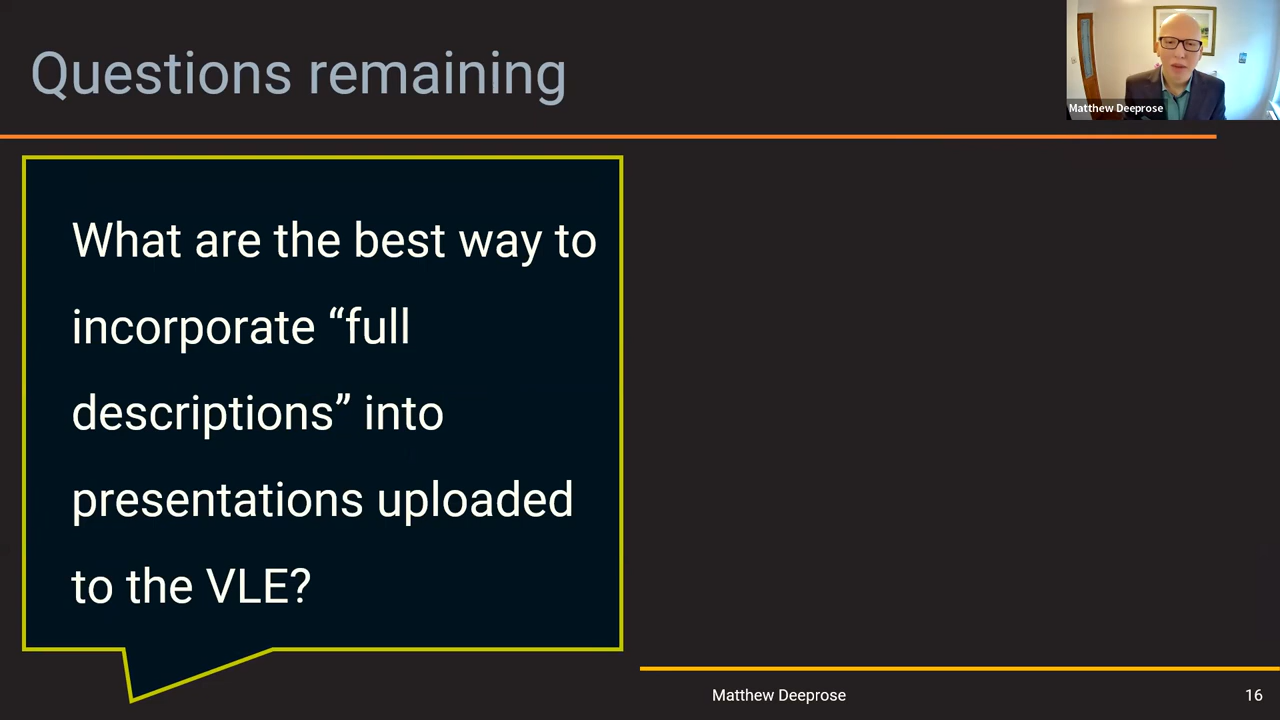 Questions remaining
Matthew Deeprose
What are the best way to
incorporate “full
descriptions” into
presentations uploaded
to the VLE?
Matthew Deeprose
16